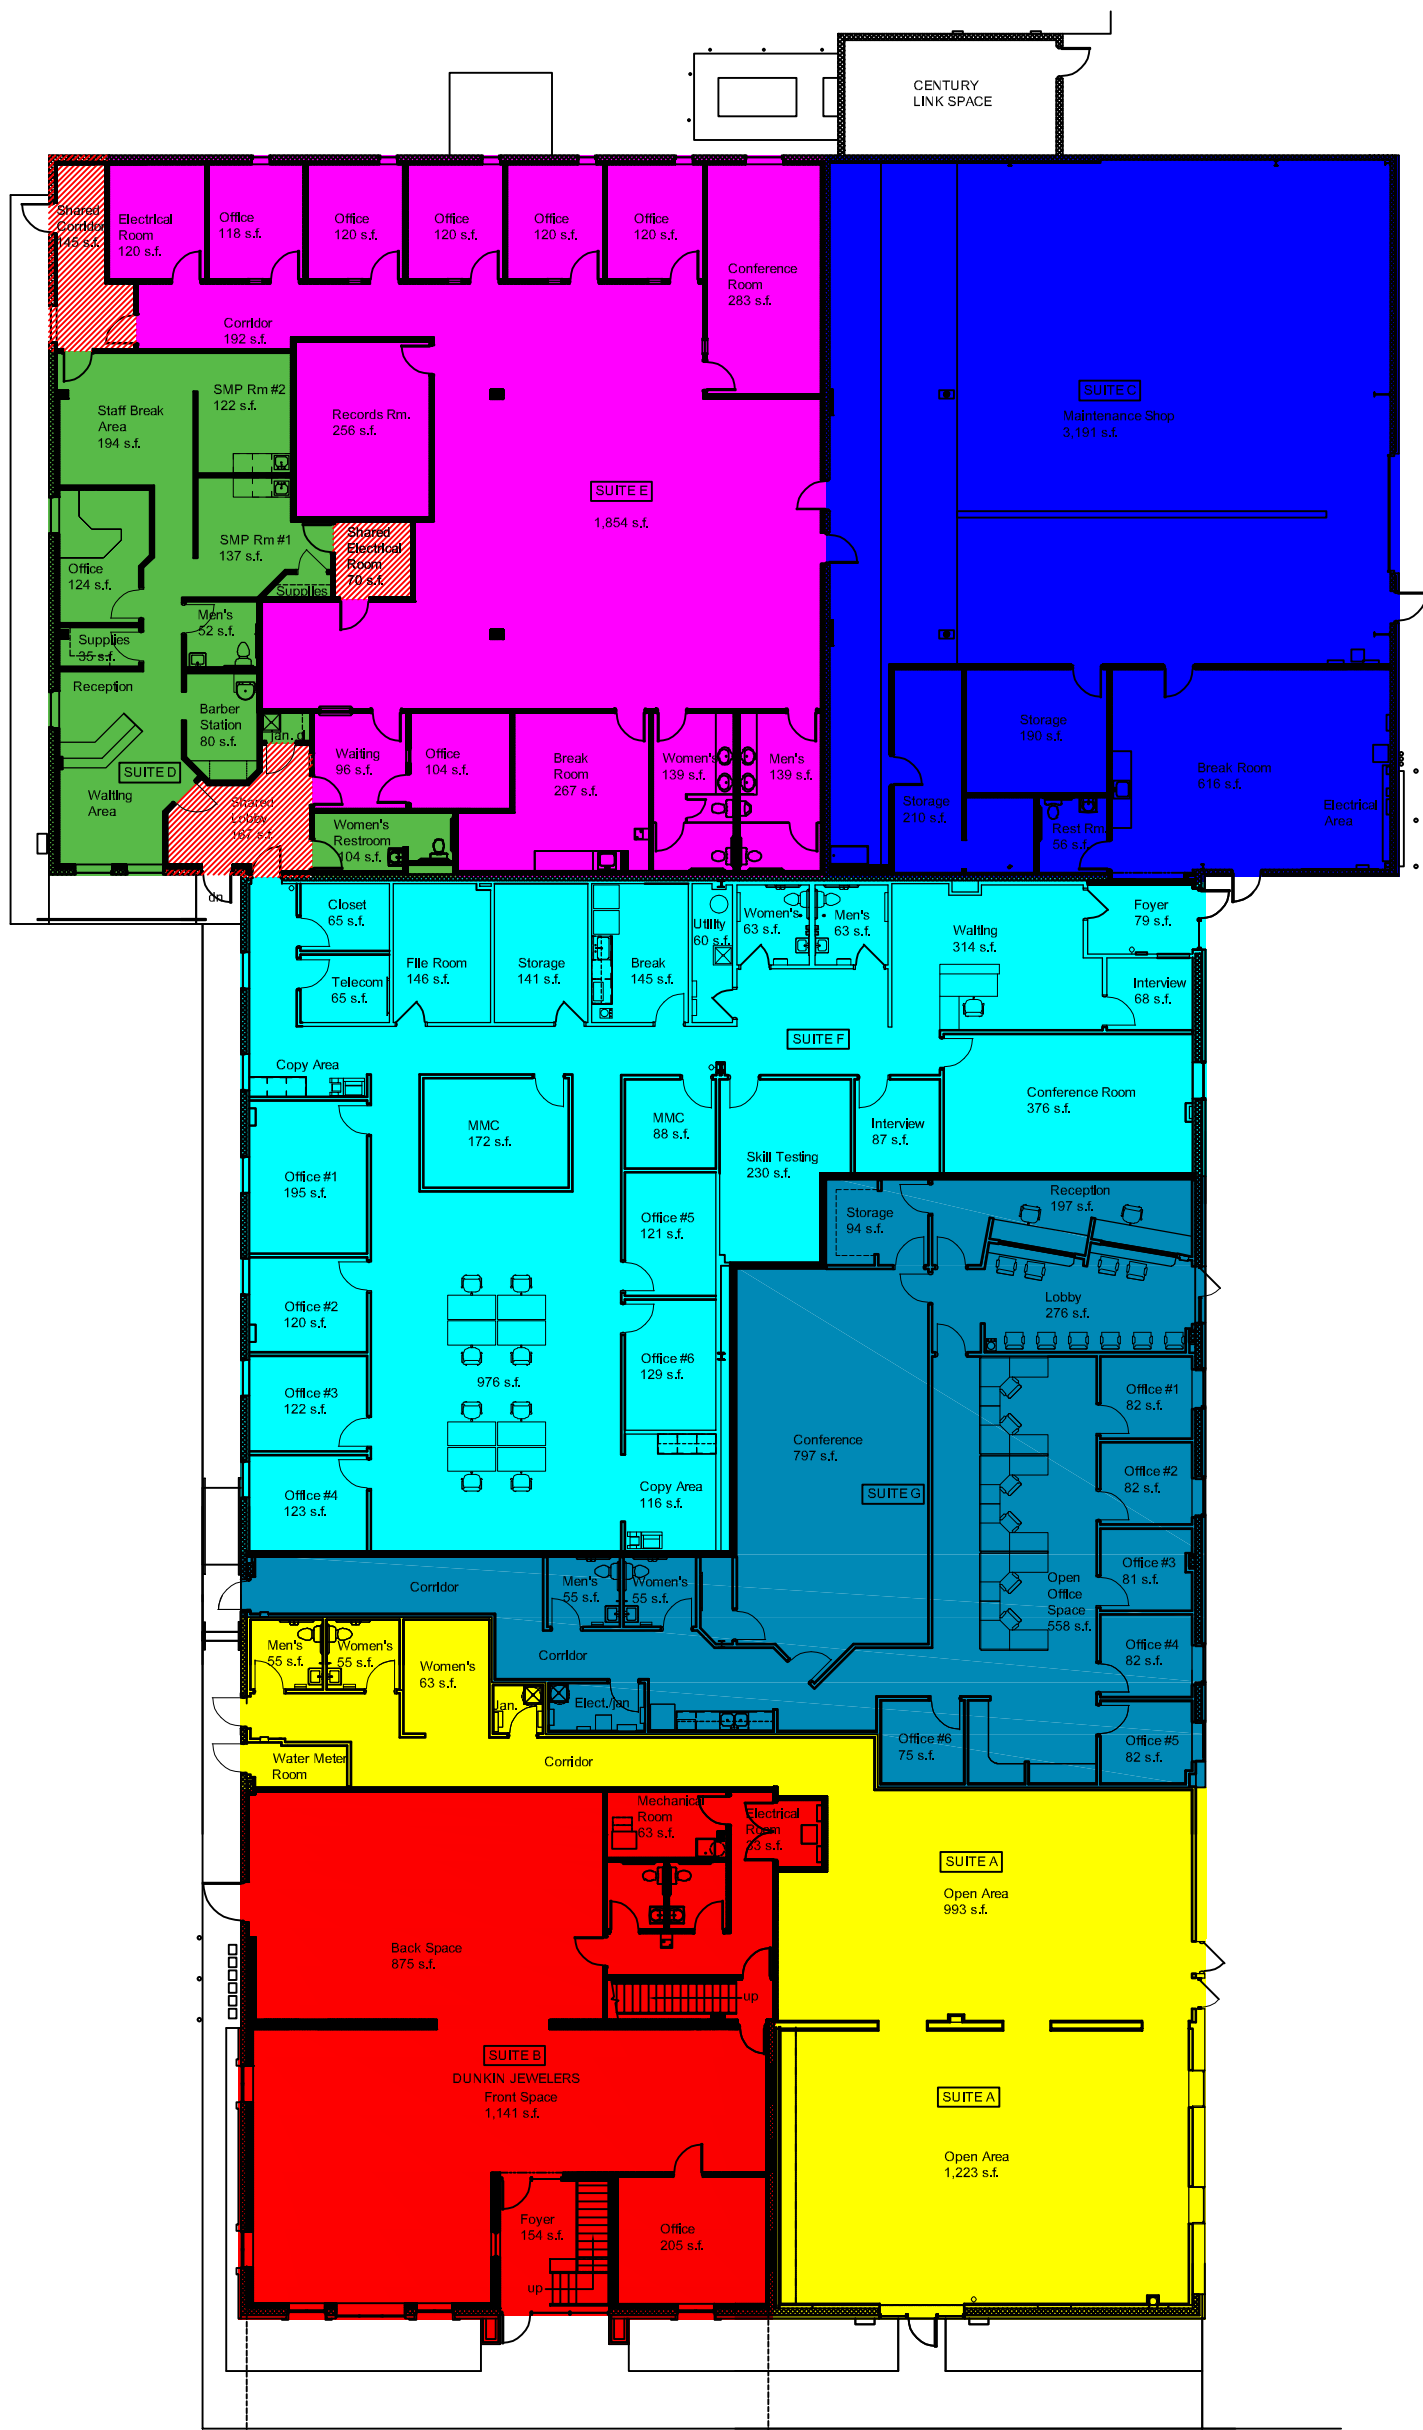 CENTURY
LINK SPACE
Shared
Corridor
145 s.f.
Electrical
Room
120 s.f.
Office
118 s.f.
Office
120 s.f.
Office
120 s.f.
Office
120 s.f.
Office
120 s.f.
Conference
Room
283 s.f.
Corridor
192 s.f.
SUITE C
Maintenance Shop
3,191 s.f.
Staff Break
Area
194 s.f.
SMP Rm #2
122 s.f.
Records Rm.
256 s.f.
SUITE E
1,854 s.f.
SMP Rm #1
137 s.f.
Shared
Electrical
Room
70 s.f.
Office
124 s.f.
Supplies
Men's
52 s.f.
Supplies
35 s.f.
Reception
Barber
Station
80 s.f.
Jan. cl
SUITE D
Waiting
Area
Shared
Lobby
167 s.f.
Waiting
96 s.f.
Office
104 s.f.
Break
Room
267 s.f.
Women's
139 s.f.
Men's
139 s.f.
Women's
Restroom
104 s.f.
Storage
190 s.f.
Storage
210 s.f.
Rest Rm.
56 s.f.
Break Room
616 s.f.
Electrical
Area
dn
Closet
65 s.f.
Telecom
65 s.f.
File Room
146 s.f.
Storage
141 s.f.
Break
145 s.f.
Utility
60 s.f.
Women's
63 s.f.
Men's
63 s.f.
Waiting
314 s.f.
Foyer
79 s.f.
Interview
68 s.f.
SUITE F
Copy Area
Conference Room
376 s.f.
MMC
172 s.f.
MMC
88 s.f.
Interview
87 s.f.
Skill Testing
230 s.f.
Office #1
195 s.f.
Office #5
121 s.f.
Storage
94 s.f.
Reception
197 s.f.
Office #2
120 s.f.
Lobby
276 s.f.
Office #6
129 s.f.
976 s.f.
Office #3
122 s.f.
Office #1
82 s.f.
Conference
797 s.f.
SUITE G
Office #2
82 s.f.
Office #4
123 s.f.
Copy Area
116 s.f.
Office #3
81 s.f.
Corridor
Men's
55 s.f.
Women's
55 s.f.
Open
Office
Space
558 s.f.
Office #4
82 s.f.
Men's
55 s.f.
Women's
55 s.f.
Women's
63 s.f.
Corridor
Jan.
Elect./jan
Office #6
75 s.f.
Office #5
82 s.f.
Water Meter
Room
Corridor
Mechanical
Room
63 s.f.
Electrical
Room
33 s.f.
SUITE A
Open Area
993 s.f.
Back Space
875 s.f.
up
SUITE B
DUNKIN JEWELERS
Front Space
1,141 s.f.
SUITE A
Open Area
1,223 s.f.
Foyer
154 s.f.
up
Office
205 s.f.